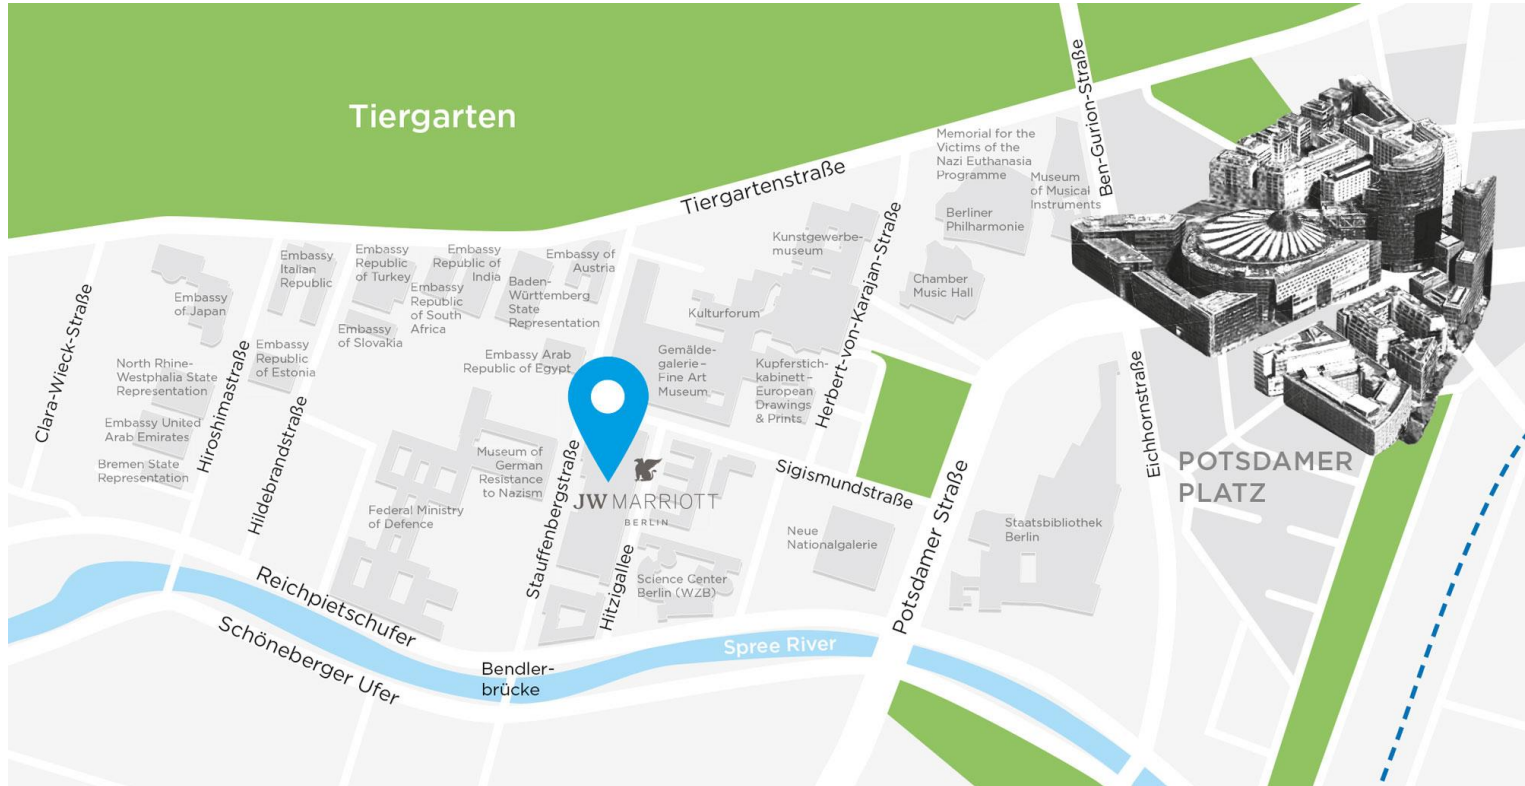 Tiergarten
Ben-Gurion-Straße
Tiergartenstraße
Memorial for the
Victims of the
Nazi Euthanasia
Programme
Museum
of Musical
Instruments
Berliner
Philharmonie
Kunstgewerbe-
museum
Herbert-von-Karajan-Straße
Chamber
Music Hall
Embassy
Italian
Republic
Embassy
Republic
of Turkey
Embassy
Republic of
India
Embassy of
Austria
Baden-
Württemberg
State
Representation
Embassy
Republic
of South
Africa
Embassy
of Japan
Embassy
of Slovakia
Kulturforum
Clara-Wieck-Straße
Hiroshimastraße
Embassy
Republic
of Estonia
North Rhine-
Westphalia State
Representation
Embassy Arab
Republic of Egypt
Gemälde-
galerie –
Fine Art
Museum
Kupferstich-
kabinett –
European
Drawings
& Prints
Embassy United
Arab Emirates
Bremen State
Representation
Hildebrandstraße
Museum of
German
Resistance
to Nazism
Stauffenbergstraße
JW MARRIOTT
BERLIN
Sigismundstraße
Eichhornstraße
POTSDAMER
PLATZ
Federal Ministry
of Defence
Neue
Nationalgalerie
Staatsbibliothek
Berlin
Potsdamer Straße
Hitzigallee
Science Center
Berlin (WZB)
Reichpietschufer
Schöneberger Ufer
Spree River
Bendler-
brücke